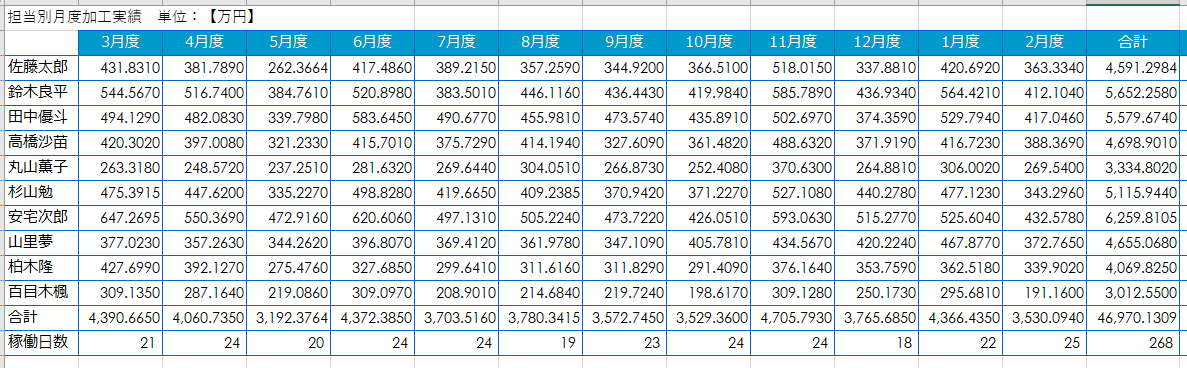 担当別月度加工実績　単位：【万円】
3月度 4月度 5月度 6月度 7月度 8月度 9月度 10月度 11月度 12月度 1月度 2月度 合計
佐藤太郎 431.8310 381.7890 262.3664 417.4860 389.2150 357.2590 344.9200 366.5100 518.0150 337.8810 420.6920 363.3340 4,591.2984
鈴木良平 544.5670 516.7400 384.7610 520.8980 383.5010 446.1160 436.4430 419.9840 585.7890 436.9340 564.4210 412.1040 5,652.2580
田中優斗 494.1290 482.0830 339.7980 583.6450 490.6770 455.9810 473.5740 435.8910 502.6970 374.3590 529.7940 417.0460 5,579.6740
高橋沙苗 420.3020 397.0080 321.2330 415.7010 375.7290 414.1940 327.6090 361.4820 488.6320 371.9190 416.7230 388.3690 4,698.9010
丸山薫子 263.3180 248.5720 237.2510 281.6320 269.6440 304.0510 266.8730 252.4080 370.6300 264.8810 306.0020 269.5400 3,334.8020
杉山勉 475.3915 447.6200 335.2270 498.8280 419.6650 409.2385 370.9420 371.2270 527.1080 440.2780 477.1230 343.2960 5,115.9440
安宅次郎 647.2695 550.3690 472.9160 620.6060 497.1310 505.2240 473.7220 426.0510 593.0630 515.2770 525.6040 432.5780 6,259.8105
山里夢 377.0230 357.2630 344.2620 396.8070 369.4120 361.9780 347.1090 405.7810 434.5670 420.2240 467.8770 372.7650 4,655.0680
柏木隆 427.6990 392.1270 275.4760 327.6850 299.6410 311.6160 311.8290 291.4090 376.1640 353.7590 362.5180 339.9020 4,069.8250
百目木楓 309.1350 287.1640 219.0860 309.0970 208.9010 214.6840 219.7240 198.6170 309.1280 250.1730 295.6810 191.1600 3,012.5500
合計 4,390.6650 4,060.7350 3,192.3764 4,372.3850 3,703.5160 3,780.3415 3,572.7450 3,529.3600 4,705.7930 3,765.6850 4,366.4350 3,530.0940 46,970.1309
稼働日数 21 24 20 24 24 19 23 24 24 18 22 25 268